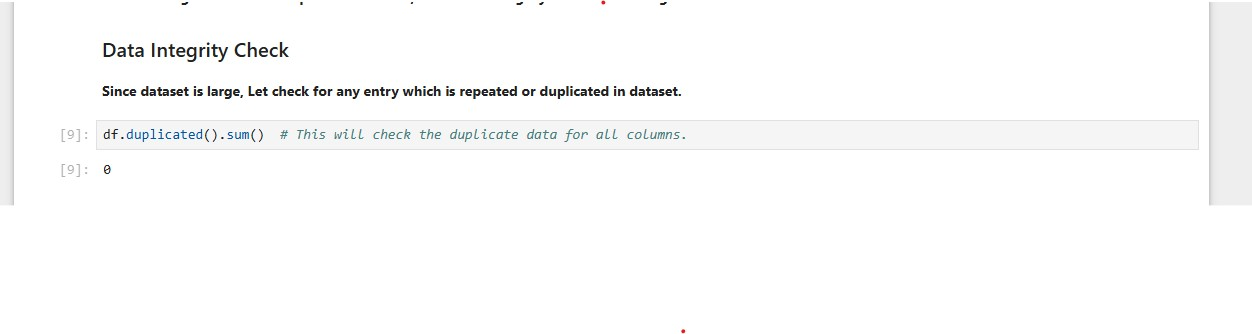 Data Integrity Check
Since dataset is large, Let check for any entry which is repeated or duplicated in dataset.
[9]: df.duplicated().sum()  # This will check the duplicate data for all columns.
[9]: 0